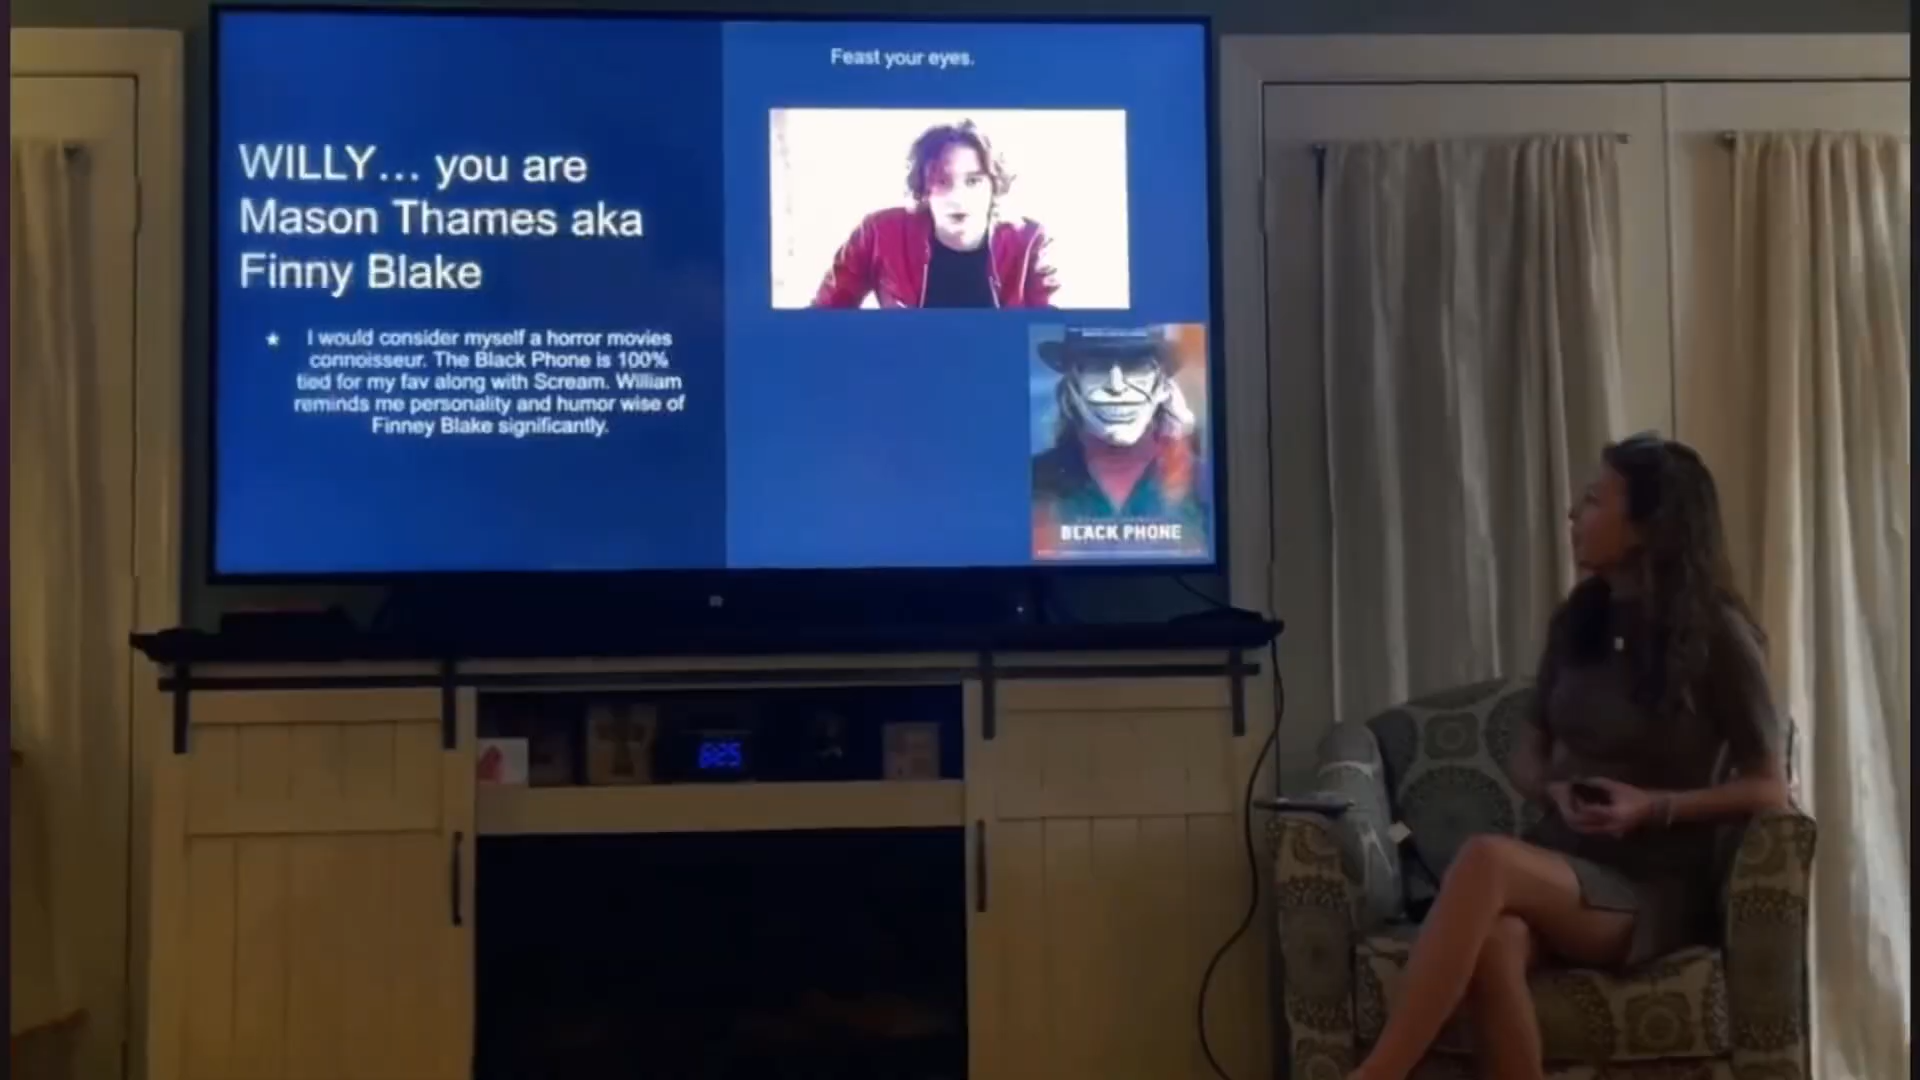 WILLY... you are
Mason Thames aka
Finny Blake
★ I would consider myself a horror movies
connoisseur. The Black Phone is 100%
tied for my fav along with Scream. William
reminds me personality and humor wise of
Finney Blake significantly.
Feast your eyes.
BLACK PHONE
6:25